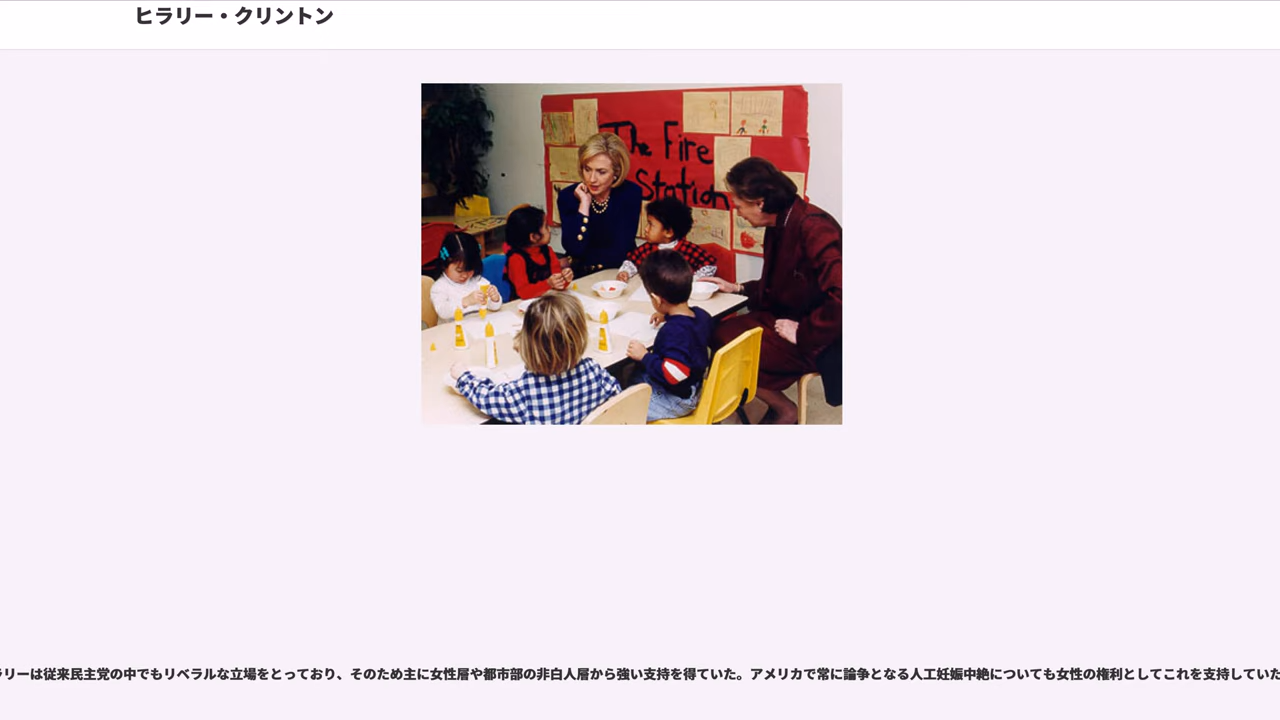 ヒラリー・クリントン
The Fire
Station
ラリーは従来民主党の中でもリベラルな立場をとっており、そのため主に女性層や都市部の非白人層から強い支持を得ていた。アメリカで常に論争となる人工妊娠中絶についても女性の権利としてこれを支持していた